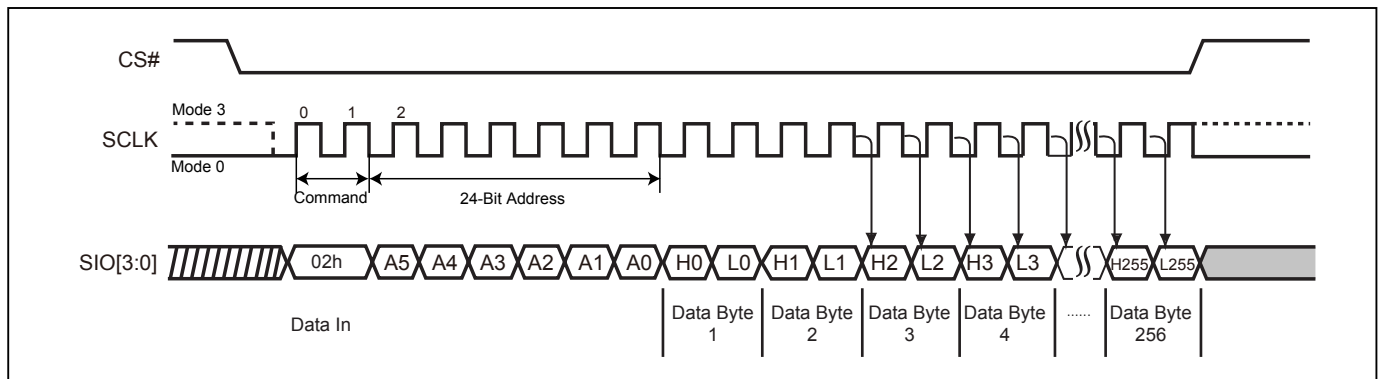 CS#
Mode 3
0 1 2
SCLK
Mode 0
Command
24-Bit Address
SIO[3:0]
02h A5 A4 A3 A2 A1 A0 H0 L0 H1 L1 H2 L2 H3 L3 H255 L255
Data In
Data Byte 1
Data Byte 2
Data Byte 3
Data Byte 4
......
Data Byte 256